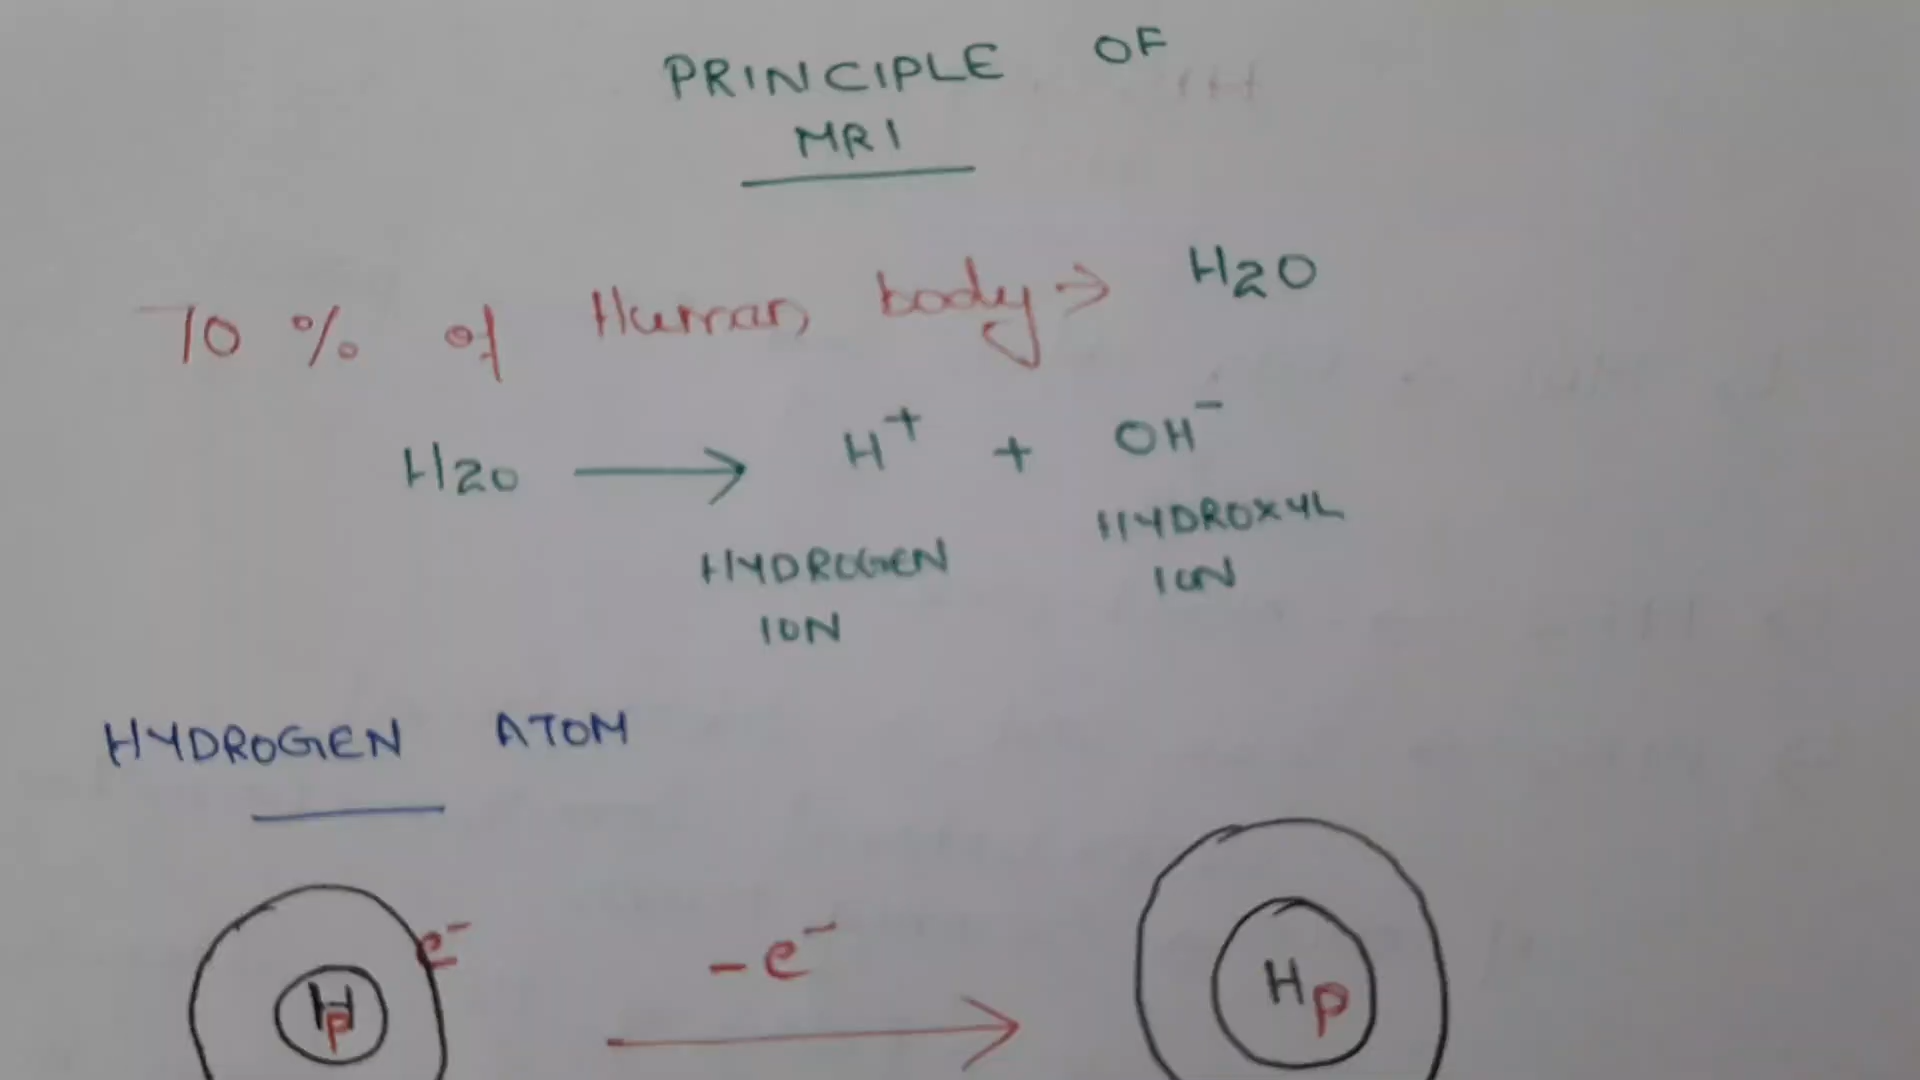 PRINCIPLE OF
MRI
70 % of Human body → H2O
H2O → H⁺ + OH⁻
HYDROGEN ION
HYDROXYL ION
HYDROGEN ATOM
e⁻
H
p
-e⁻
H p